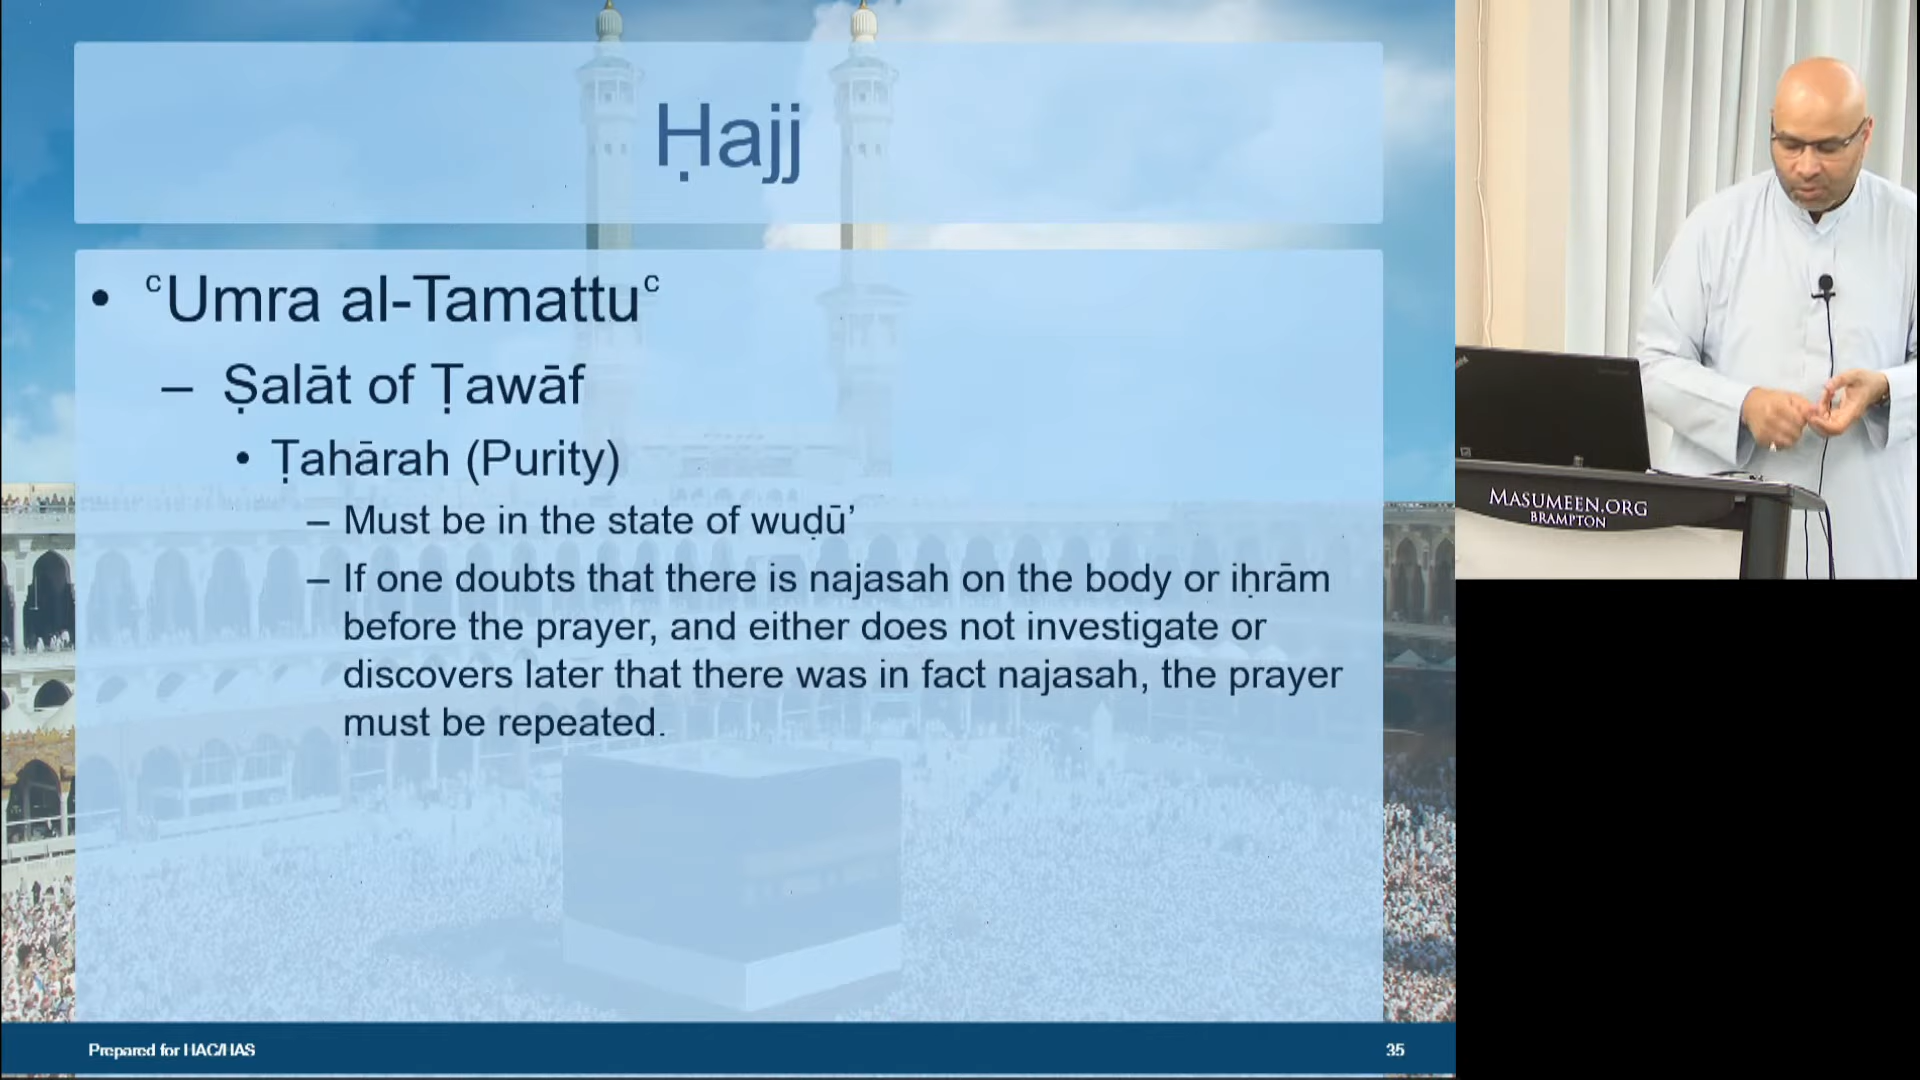 Ḥajj
• ᶜUmra al-Tamattuᶜ
– Ṣalāt of Ṭawāf
• Ṭahārah (Purity)
– Must be in the state of wuḍū’
– If one doubts that there is najasah on the body or iḥrām
before the prayer, and either does not investigate or
discovers later that there was in fact najasah, the prayer
must be repeated.
Prepared for HAC/HAS
35
MASUMEEN.ORG
BRAMPTON